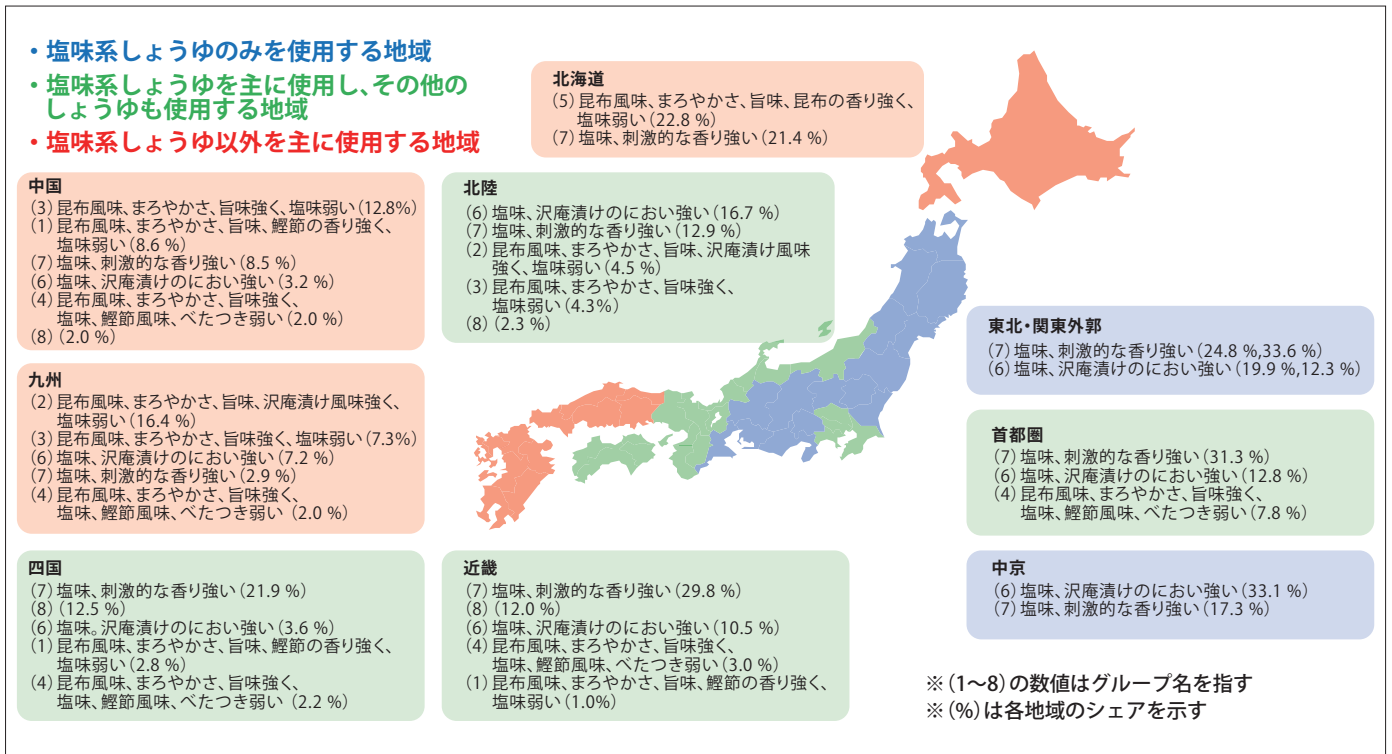 ・塩味系しょうゆのみを使用する地域
・塩味系しょうゆを主に使用し、その他の
しょうゆも使用する地域
・塩味系しょうゆ以外を主に使用する地域
北海道
(5) 昆布風味、まろやかさ、旨味、昆布の香り強く、
塩味弱い (22.8 %)
(7) 塩味、刺激的な香り強い (21.4 %)
中国
(3) 昆布風味、まろやかさ、旨味強く、塩味弱い (12.8%)
(1) 昆布風味、まろやかさ、旨味、鰹節の香り強く、
塩味弱い (8.6 %)
(7) 塩味、刺激的な香り強い (8.5 %)
(6) 塩味、沢庵漬けのにおい強い (3.2 %)
(4) 昆布風味、まろやかさ、旨味強く、
塩味、鰹節風味、べたつき弱い (2.0 %)
(8) (2.0 %)
北陸
(6) 塩味、沢庵漬けのにおい強い (16.7 %)
(7) 塩味、刺激的な香り強い (12.9 %)
(2) 昆布風味、まろやかさ、旨味、沢庵漬け風味
強く、塩味弱い (4.5 %)
(3) 昆布風味、まろやかさ、旨味強く、
塩味弱い (4.3%)
(8) (2.3 %)
東北・関東外郭
(7) 塩味、刺激的な香り強い (24.8 %,33.6 %)
(6) 塩味、沢庵漬けのにおい強い (19.9 %,12.3 %)
九州
(2) 昆布風味、まろやかさ、旨味、沢庵漬け風味強く、
塩味弱い (16.4 %)
(3) 昆布風味、まろやかさ、旨味強く、塩味弱い (7.3%)
(6) 塩味、沢庵漬けのにおい強い (7.2 %)
(7) 塩味、刺激的な香り強い (2.9 %)
(4) 昆布風味、まろやかさ、旨味強く、
塩味、鰹節風味、べたつき弱い (2.0 %)
首都圏
(7) 塩味、刺激的な香り強い (31.3 %)
(6) 塩味、沢庵漬けのにおい強い (12.8 %)
(4) 昆布風味、まろやかさ、旨味強く、
塩味、鰹節風味、べたつき弱い (7.8 %)
四国
(7) 塩味、刺激的な香り強い (21.9 %)
(8) (12.5 %)
(6) 塩味。沢庵漬けのにおい強い (3.6 %)
(1) 昆布風味、まろやかさ、旨味、鰹節の香り強く、
塩味弱い (2.8 %)
(4) 昆布風味、まろやかさ、旨味強く、
塩味、鰹節風味、べたつき弱い (2.2 %)
近畿
(7) 塩味、刺激的な香り強い (29.8 %)
(8) (12.0 %)
(6) 塩味、沢庵漬けのにおい強い (10.5 %)
(4) 昆布風味、まろやかさ、旨味強く、
塩味、鰹節風味、べたつき弱い (3.0 %)
(1) 昆布風味、まろやかさ、旨味、鰹節の香り強く、
塩味弱い (1.0%)
中京
(6) 塩味、沢庵漬けのにおい強い (33.1 %)
(7) 塩味、刺激的な香り強い (17.3 %)
※ (1〜8) の数値はグループ名を指す
※ (%) は各地域のシェアを示す